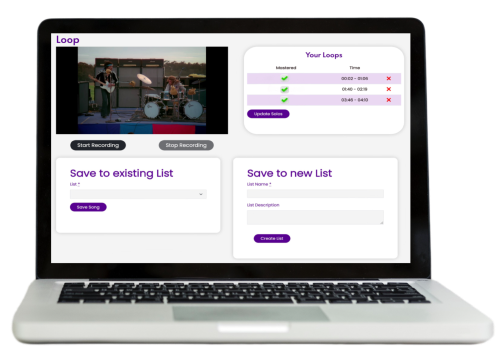 Loop
Your Loops
Mastered Time
00:02 - 01:05
01:40 - 02:19
03:46 - 04:10
Update Solos
Start Recording Stop Recording
Save to existing List
List *
Save Song
Save to new List
List Name *
List Description
Create List